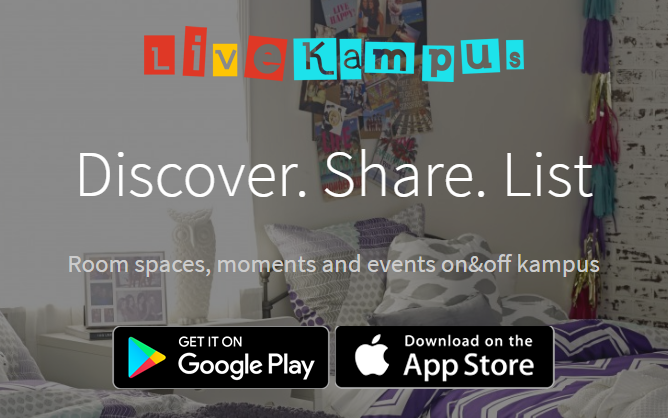 LiveKampus
Discover. Share. List
Room spaces, moments and events on&off kampus
GET IT ON
Google Play
Download on the
App Store